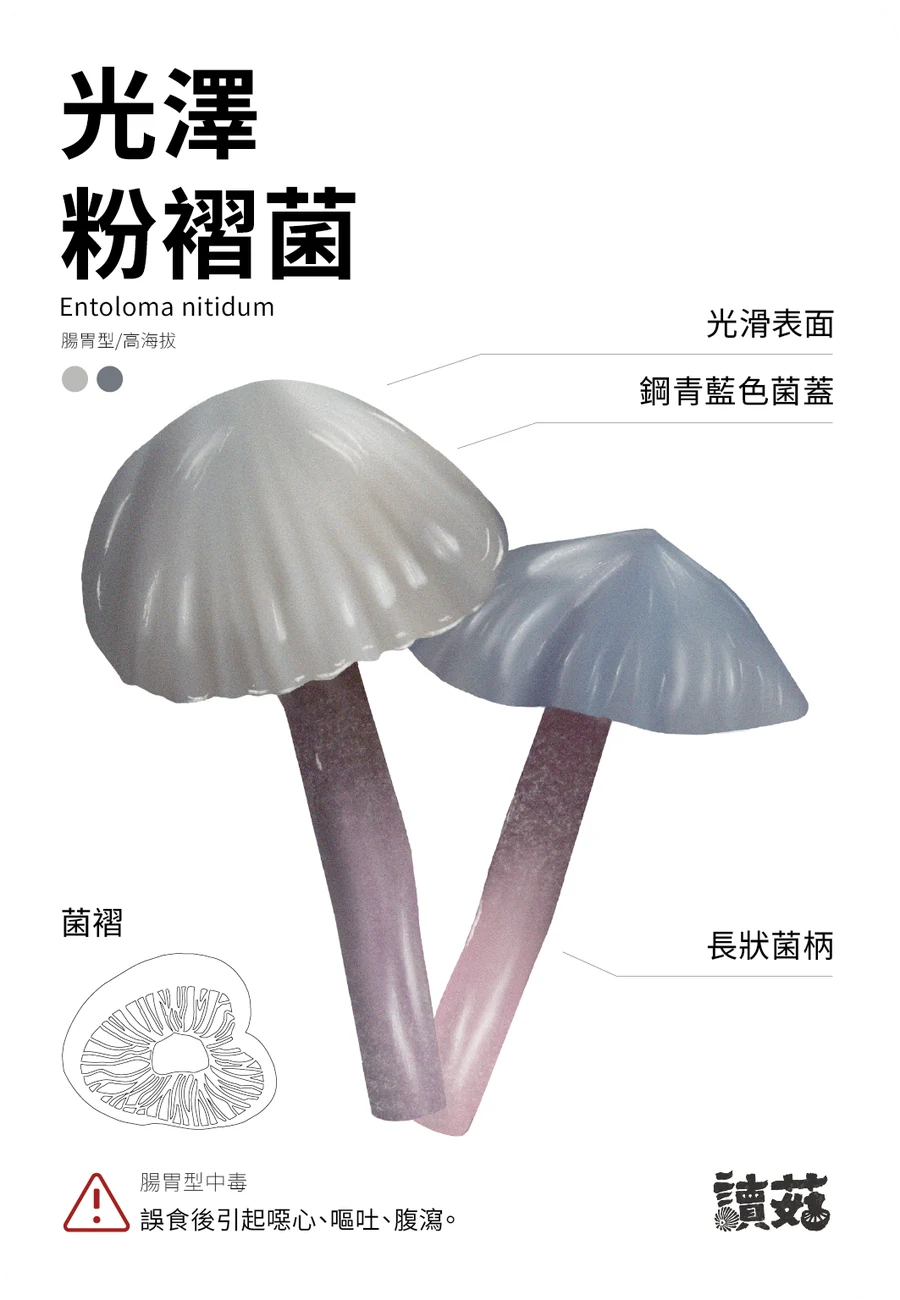 光澤
粉褶菌
Entoloma nitidum
腸胃型/高海拔
光滑表面
鋼青藍色菌蓋
菌褶
長狀菌柄
腸胃型中毒
誤食後引起噁心、嘔吐、腹瀉。
讀菇